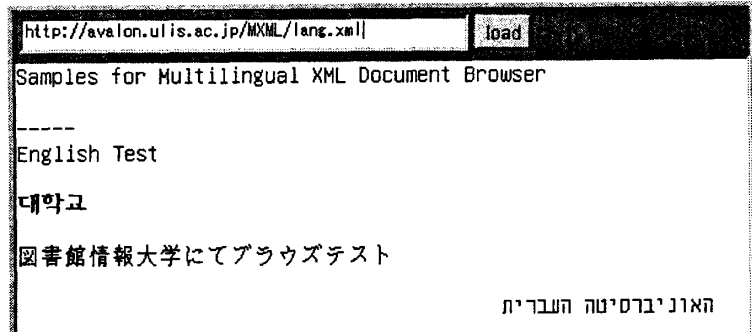 http://avalon.ulis.ac.jp/MXML/lang.xml
load
Samples for Multilingual XML Document Browser
-----
English Test
대학교
図書館情報大学にてブラウズテスト
האוניברסיטה העברית